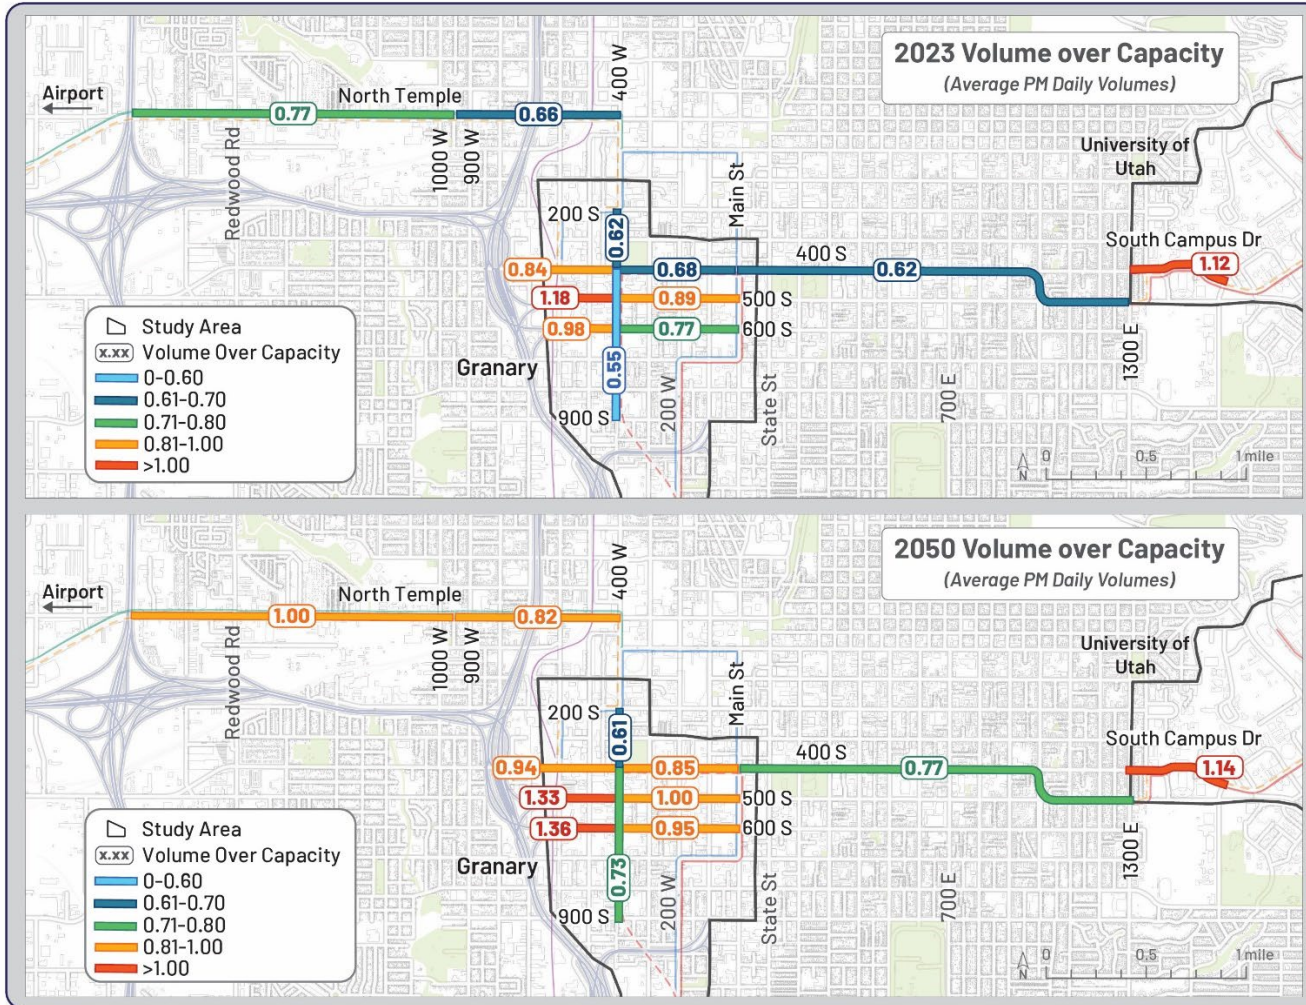 2023 Volume over Capacity
(Average PM Daily Volumes)
400 W
Airport
North Temple
0.77
0.66
Redwood Rd
1000 W
900 W
University of
Utah
Main St
200 S
0.62
South Campus Dr
400 S
0.84
0.68
0.62
1.12
1.18
0.89
500 S
0.98
0.77
600 S
Granary
0.55
900 S
200 W
State St
700 E
1300 E
Study Area
x.xx
Volume Over Capacity
0-0.60
0.61-0.70
0.71-0.80
0.81-1.00
>1.00
N
0
0.5
1 mile
2050 Volume over Capacity
(Average PM Daily Volumes)
400 W
Airport
North Temple
1.00
0.82
Redwood Rd
1000 W
900 W
University of
Utah
Main St
200 S
0.61
South Campus Dr
400 S
0.94
0.85
0.77
1.14
1.33
1.00
500 S
1.36
0.95
600 S
Granary
0.73
900 S
200 W
State St
700 E
1300 E
Study Area
x.xx
Volume Over Capacity
0-0.60
0.61-0.70
0.71-0.80
0.81-1.00
>1.00
N
0
0.5
1 mile